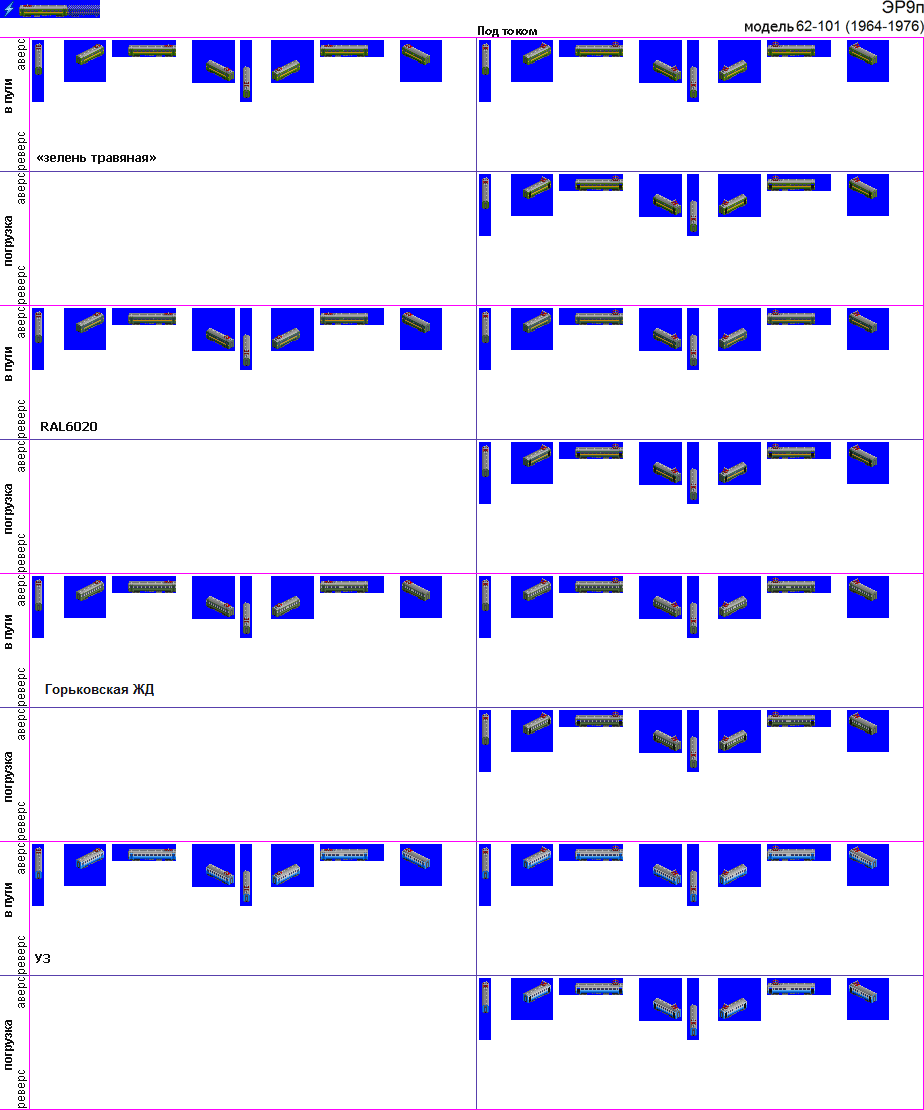 ЭР9п
модель 62-101 (1964-1976)
Под током
аверс
в пути
реверс
«зелень травяная»
аверс
погрузка
реверс
аверс
в пути
реверс
RAL6020
аверс
погрузка
реверс
аверс
в пути
реверс
Горьковская ЖД
аверс
погрузка
реверс
аверс
в пути
реверс
УЗ
аверс
погрузка
реверс